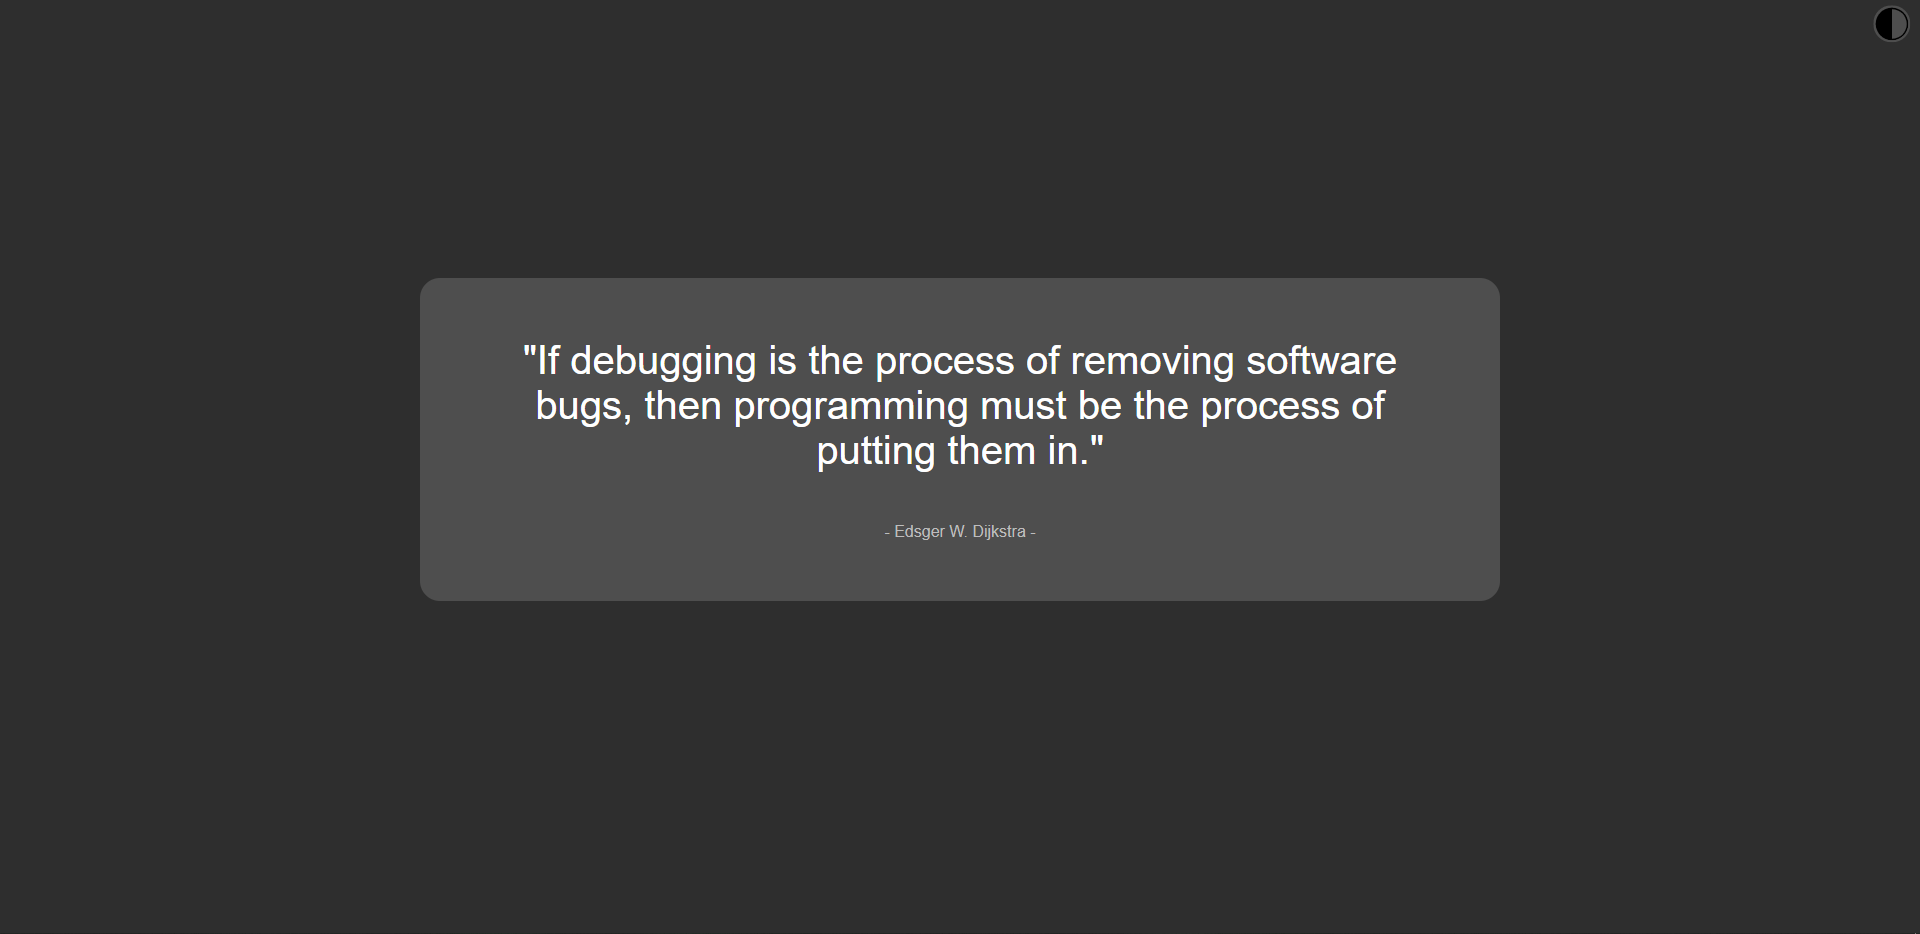 "If debugging is the process of removing software
bugs, then programming must be the process of
putting them in."
- Edsger W. Dijkstra -